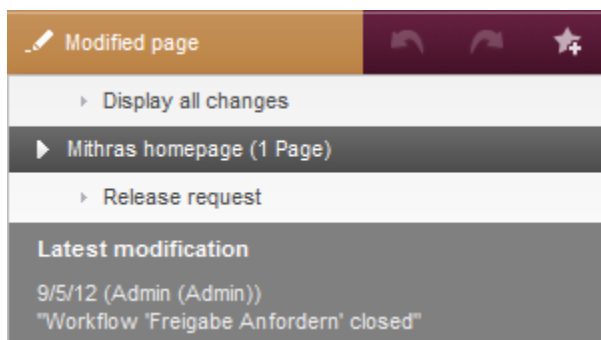 Modified page
Display all changes
Mithras homepage (1 Page)
Release request
Latest modification
9/5/12 (Admin (Admin))
"Workflow 'Freigabe Anfordern' closed"